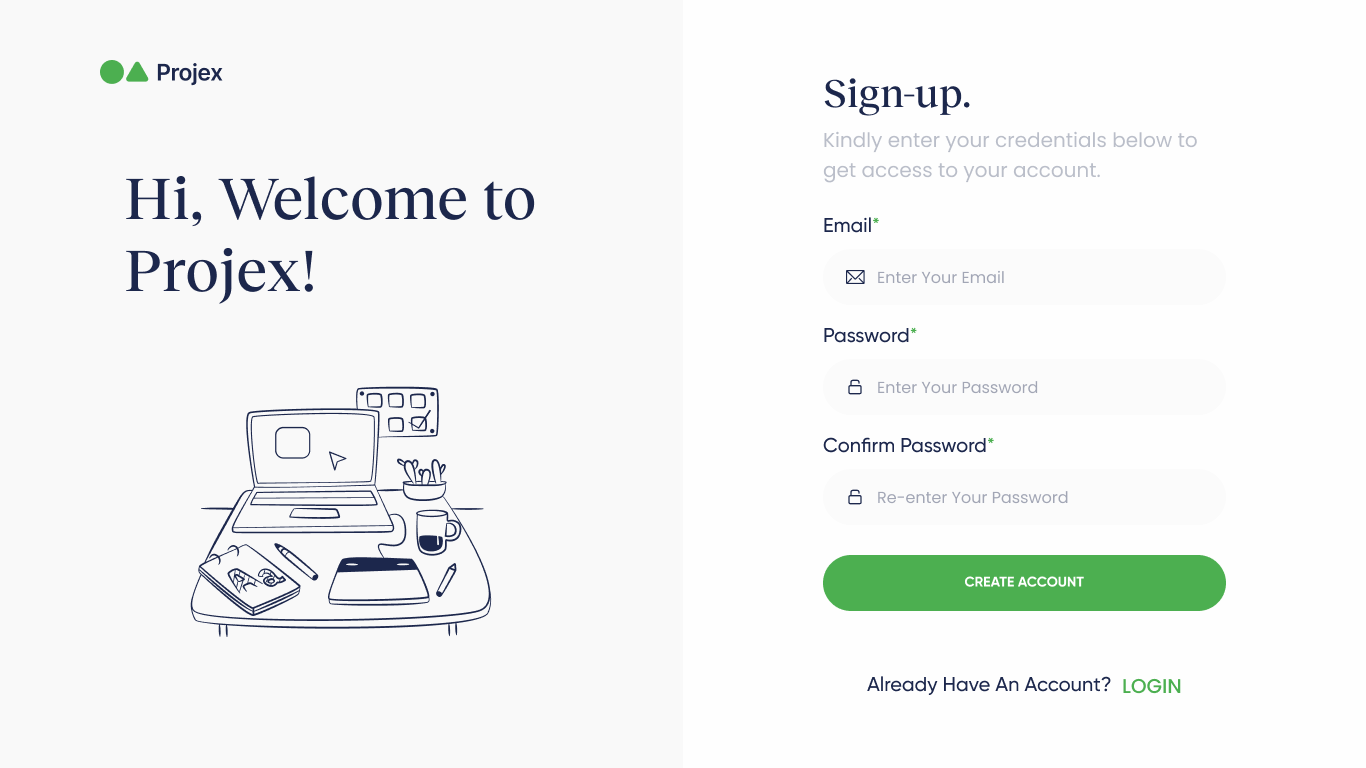 Projex
Hi, Welcome to
Projex!
Sign-up.
Kindly enter your credentials below to
get access to your account.
Email*
Enter Your Email
Password*
Enter Your Password
Confirm Password*
Re-enter Your Password
CREATE ACCOUNT
Already Have An Account? LOGIN